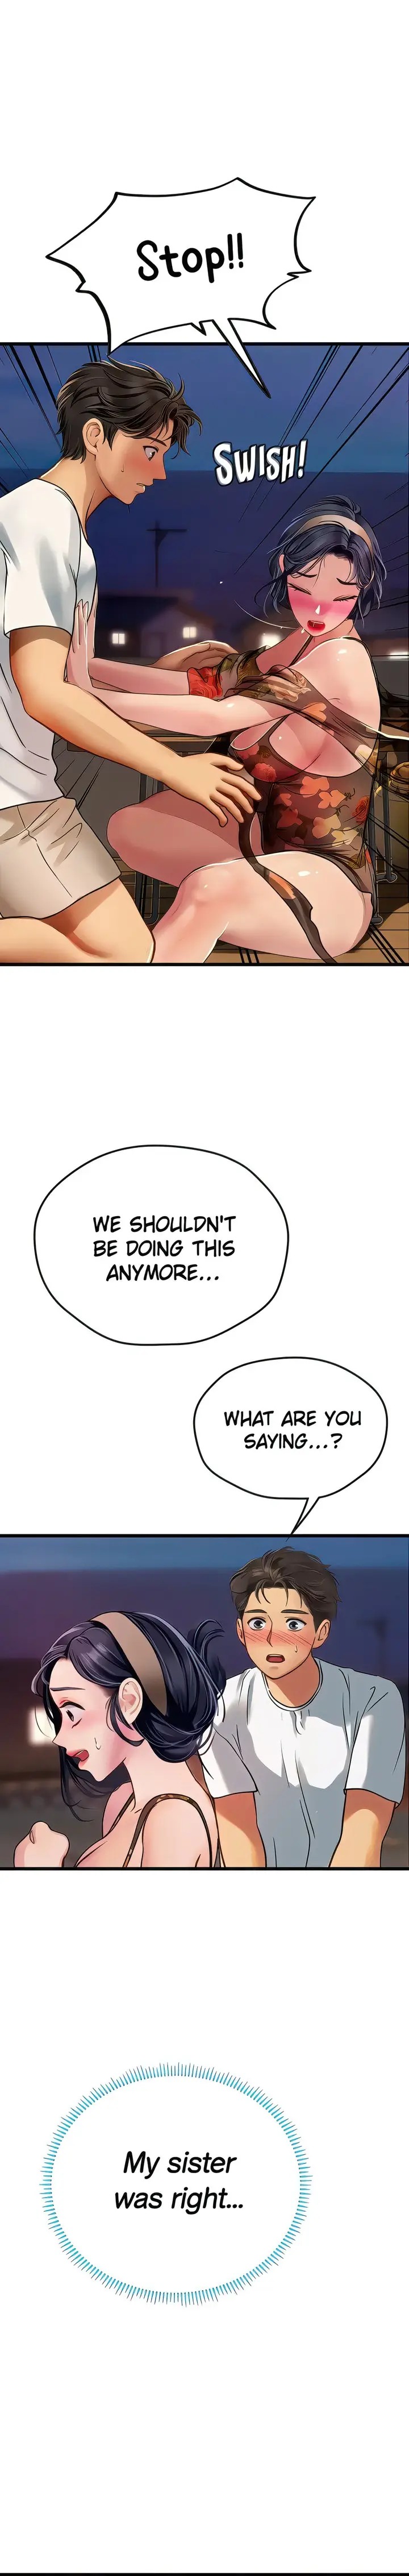 Stop!!
SWISH!
WE SHOULDN'T
BE DOING THIS
ANYMORE...
WHAT ARE YOU
SAYING...?
My sister
was right...